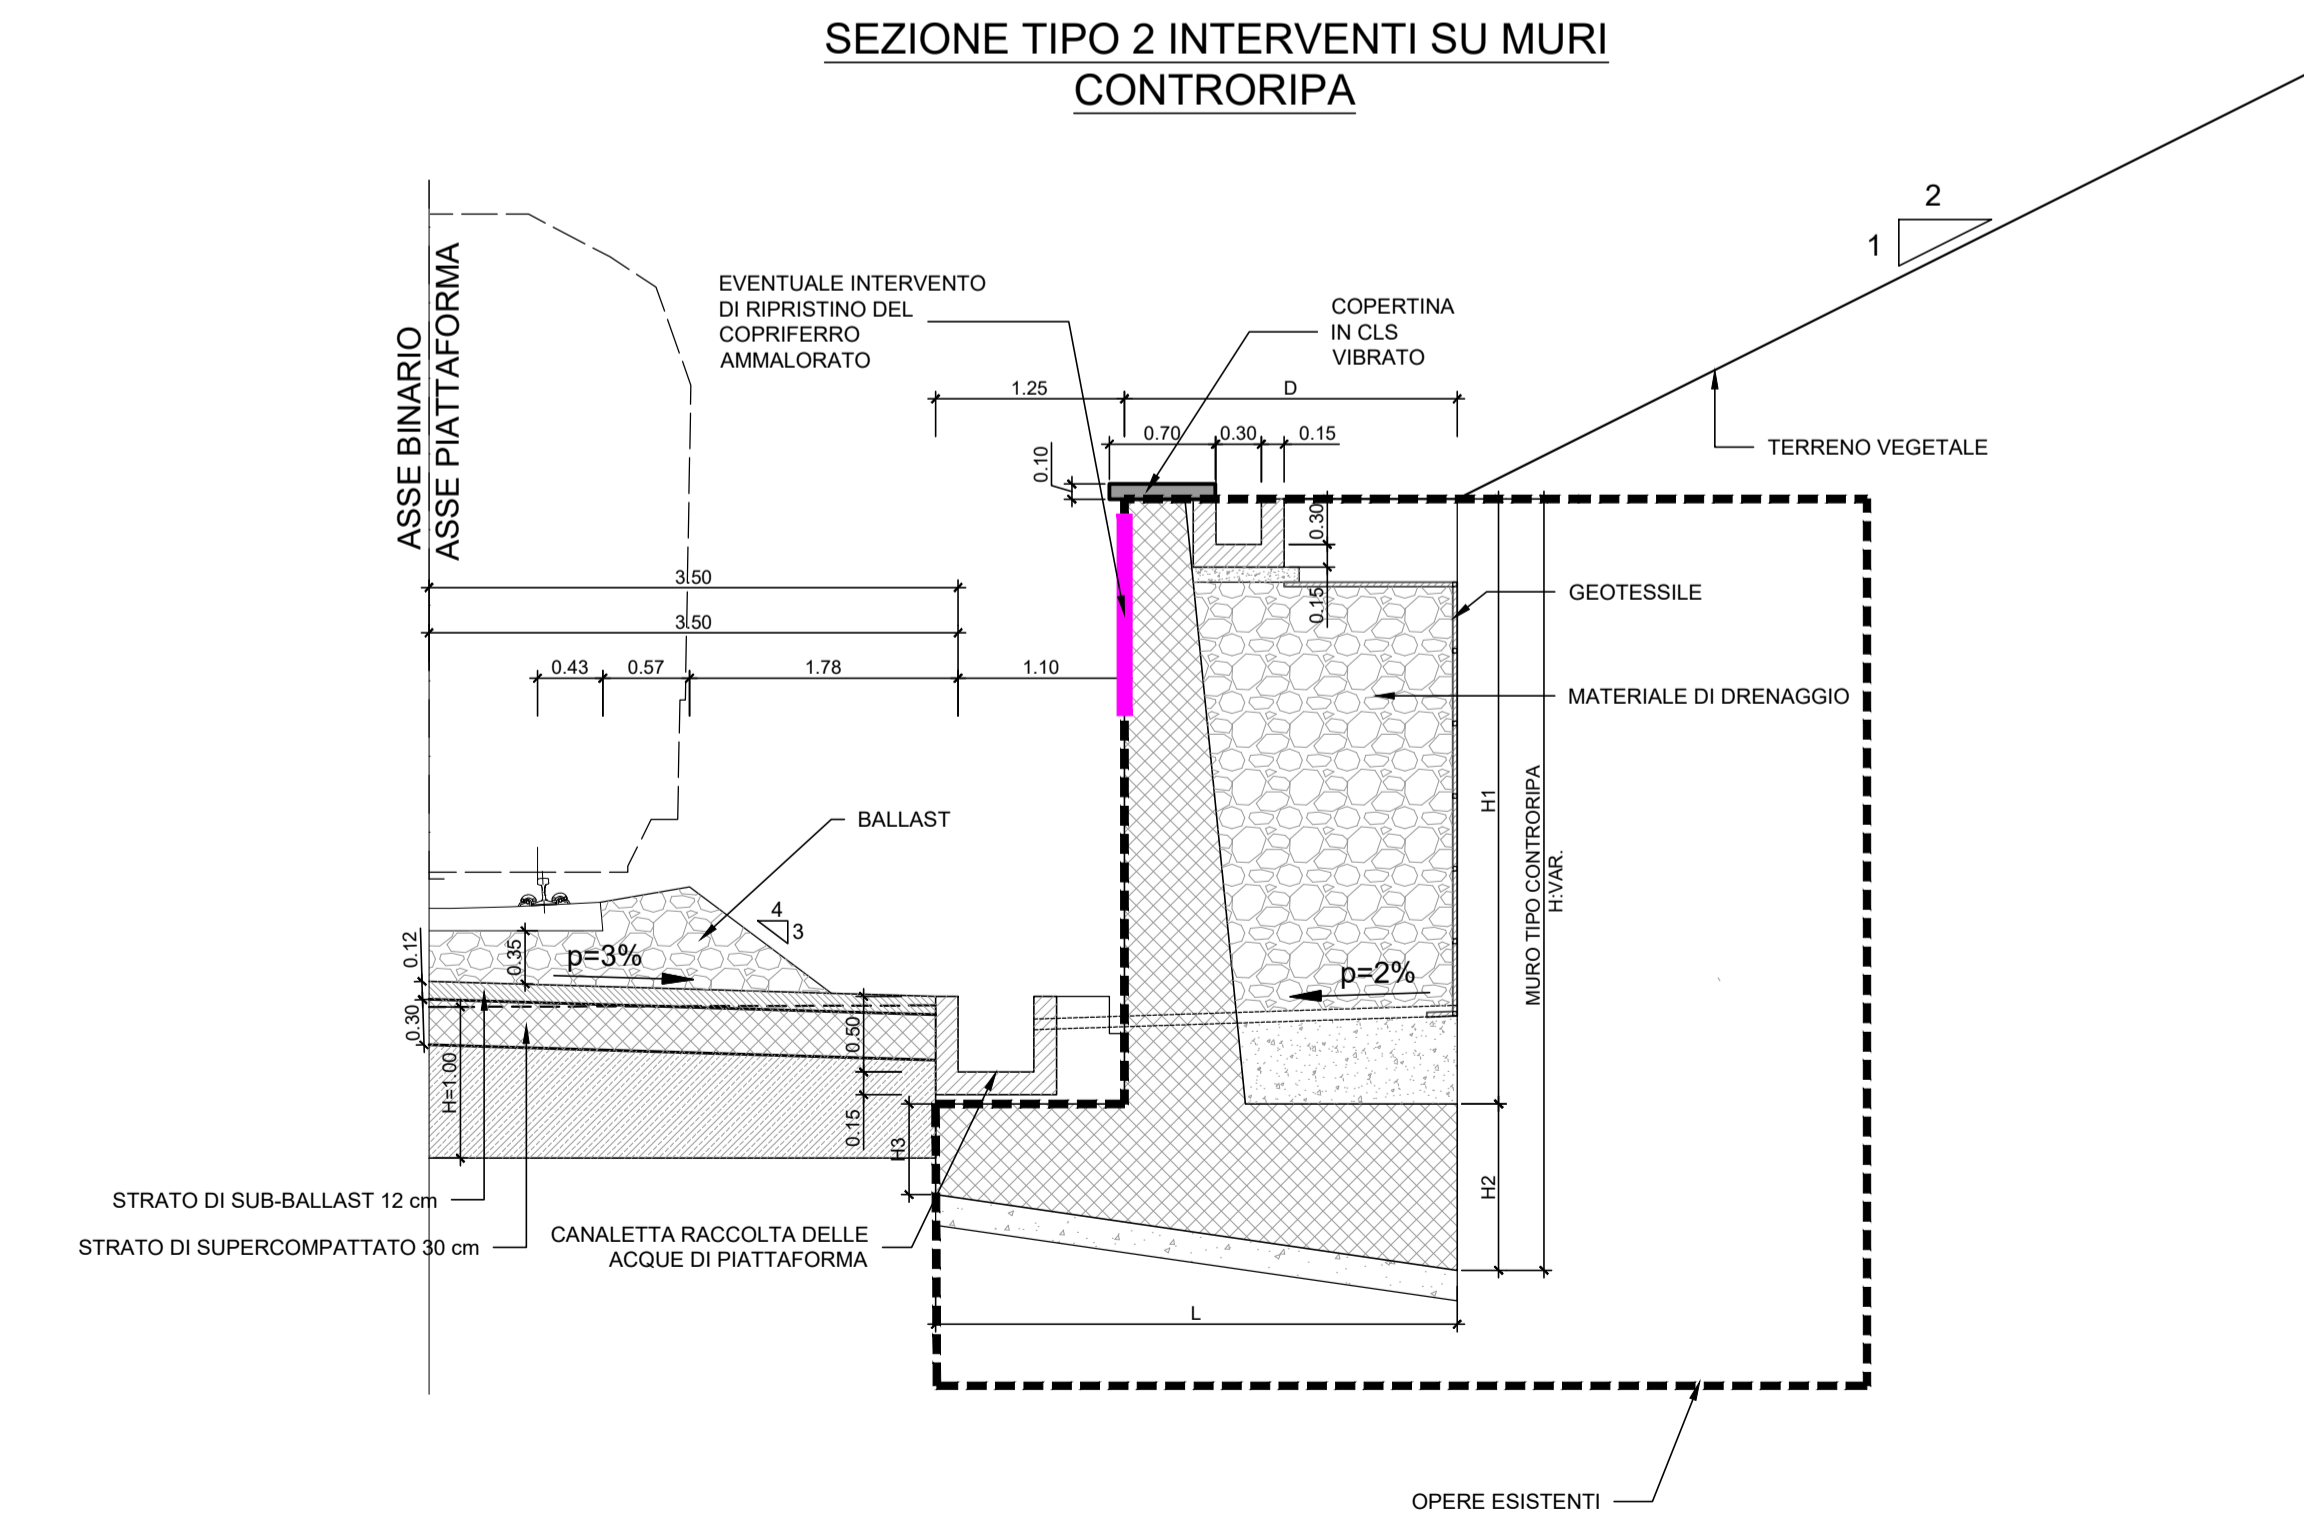 SEZIONE TIPO 2 INTERVENTI SU MURI
CONTRORIPA
2
1
ASSE BINARIO
ASSE PIATTAFORMA
EVENTUALE INTERVENTO
DI RIPRISTINO DEL
COPRIFERRO
AMMALORATO
COPERTINA
IN CLS
VIBRATO
1.25
D
0.70
0.30
0.15
0.10
TERRENO VEGETALE
0.30
0.15
3.50
3.50
GEOTESSILE
0.43
0.57
1.78
1.10
MATERIALE DI DRENAGGIO
H1
MURO TIPO CONTRORIPA
H:VAR.
BALLAST
4
3
0.12
0.35
p=3%
p=2%
0.30
H=1.00
0.50
0.15
H3
H2
STRATO DI SUB-BALLAST 12 cm
STRATO DI SUPERCOMPATTATO 30 cm
CANALETTA RACCOLTA DELLE
ACQUE DI PIATTAFORMA
L
OPERE ESISTENTI